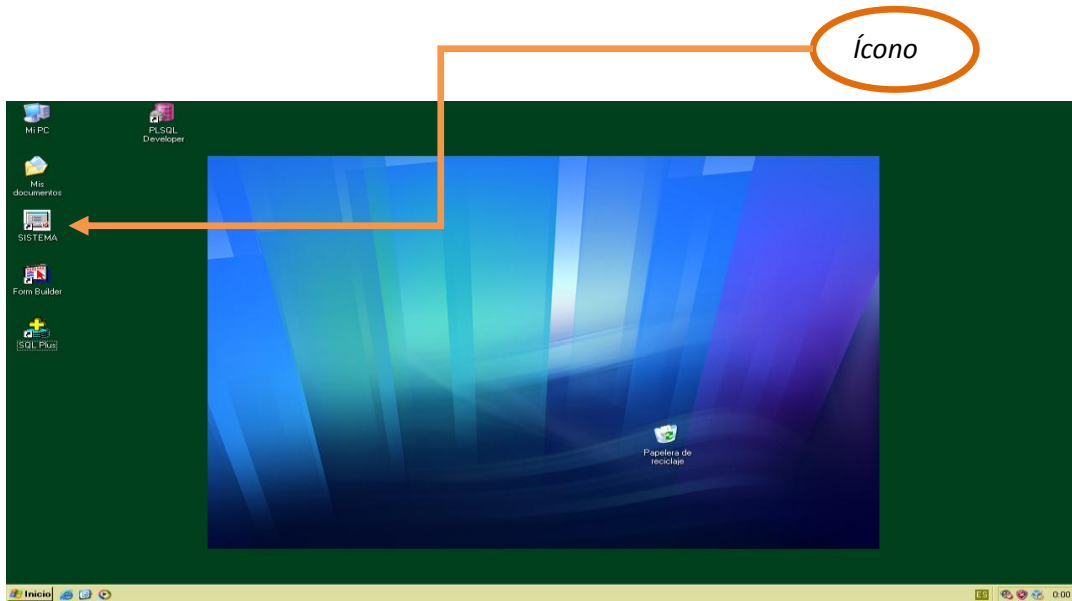 Ícono
Mi PC
PLSQL
Developer
Mis
documentos
SISTEMA
Form Builder
SQL Plus
Papelera de
reciclaje
Inicio
ES
0:00